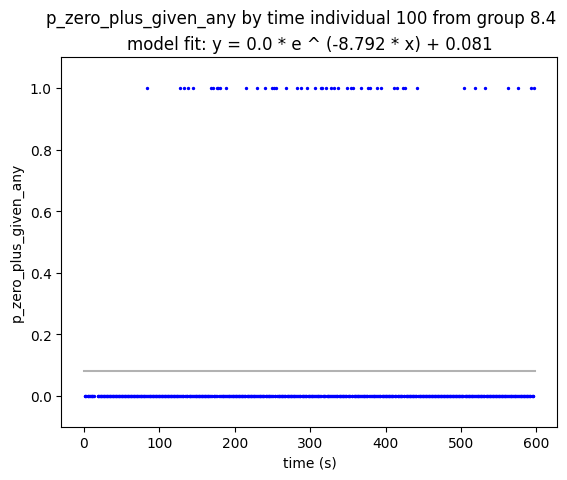 p_zero_plus_given_any by time individual 100 from group 8.4
model fit: y = 0.0 * e ^ (-8.792 * x) + 0.081
1.0
0.8
0.6
0.4
0.2
0.0
p_zero_plus_given_any
0 100 200 300 400 500 600
time (s)